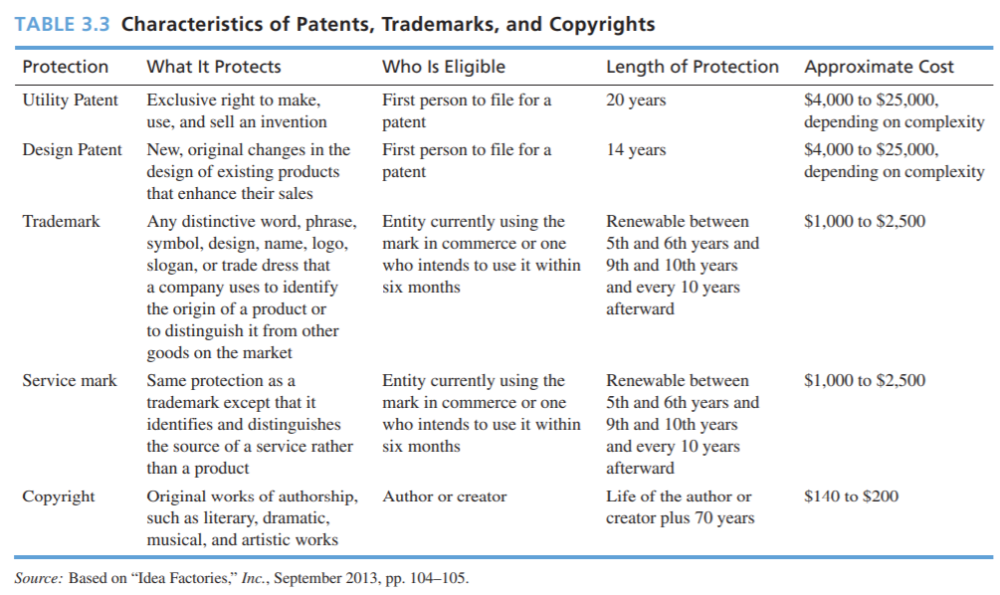 TABLE 3.3 Characteristics of Patents, Trademarks, and Copyrights
Protection What It Protects Who Is Eligible Length of Protection Approximate Cost
Utility Patent Exclusive right to make, First person to file for a 20 years $4,000 to $25,000,
use, and sell an invention patent depending on complexity
Design Patent New, original changes in the First person to file for a 14 years $4,000 to $25,000,
design of existing products patent depending on complexity
that enhance their sales
Trademark Any distinctive word, phrase, Entity currently using the Renewable between $1,000 to $2,500
symbol, design, name, logo, mark in commerce or one 5th and 6th years and
slogan, or trade dress that who intends to use it within 9th and 10th years
a company uses to identify six months and every 10 years
the origin of a product or afterward
to distinguish it from other
goods on the market
Service mark Same protection as a Entity currently using the Renewable between $1,000 to $2,500
trademark except that it mark in commerce or one 5th and 6th years and
identifies and distinguishes who intends to use it within 9th and 10th years
the source of a service rather six months and every 10 years
than a product afterward
Copyright Original works of authorship, Author or creator Life of the author or $140 to $200
such as literary, dramatic, creator plus 70 years
musical, and artistic works
Source: Based on “Idea Factories,” Inc., September 2013, pp. 104–105.